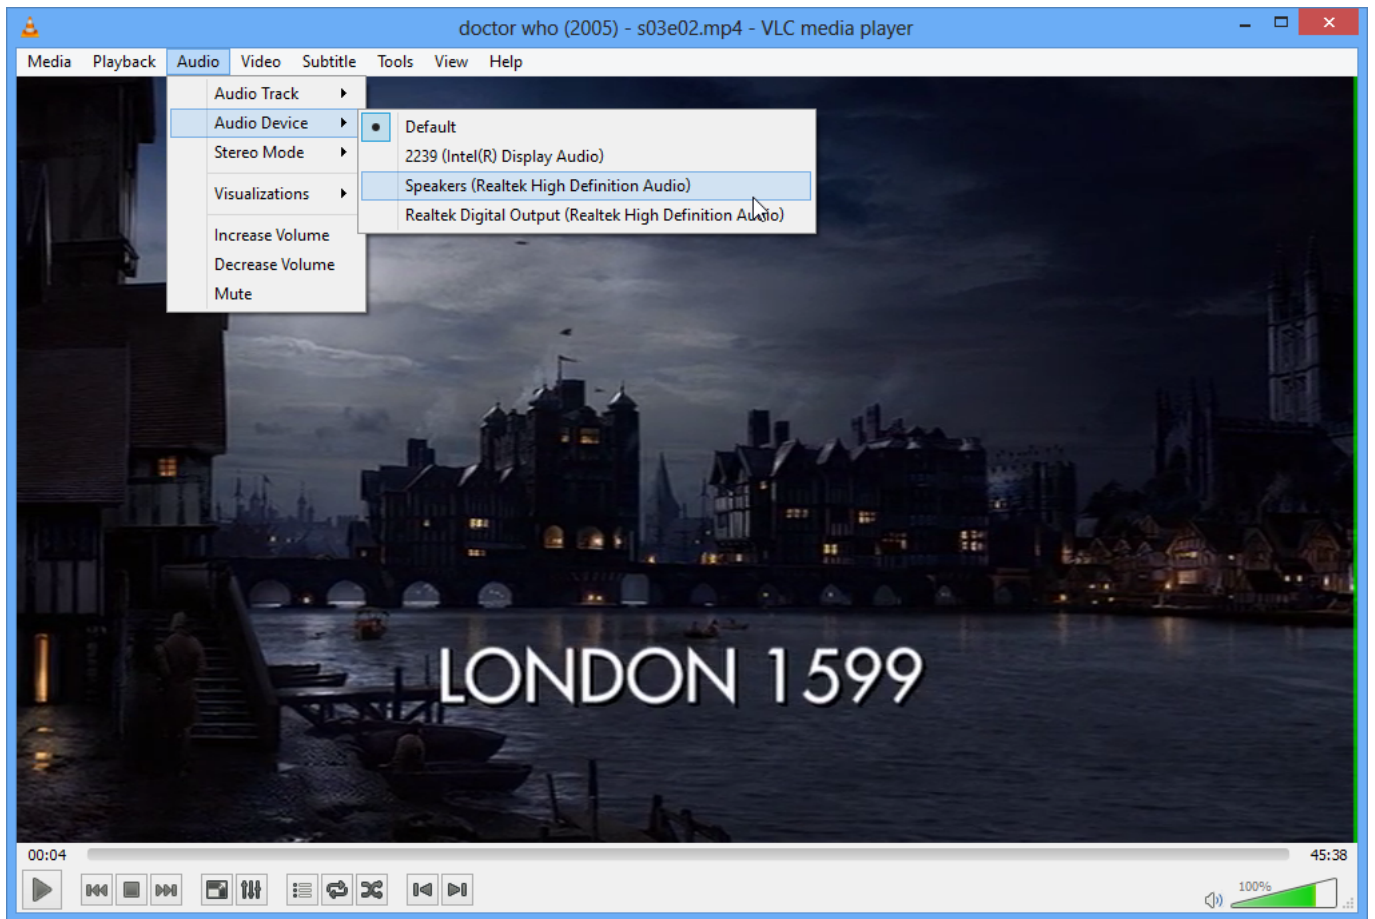 doctor who (2005) - s03e02.mp4 - VLC media player
Media Playback Audio Video Subtitle Tools View Help
Audio Track
Audio Device
Stereo Mode
Visualizations
Increase Volume
Decrease Volume
Mute
Default
2239 (Intel(R) Display Audio)
Speakers (Realtek High Definition Audio)
Realtek Digital Output (Realtek High Definition Audio)
LONDON 1599
00:04 45:38
100%